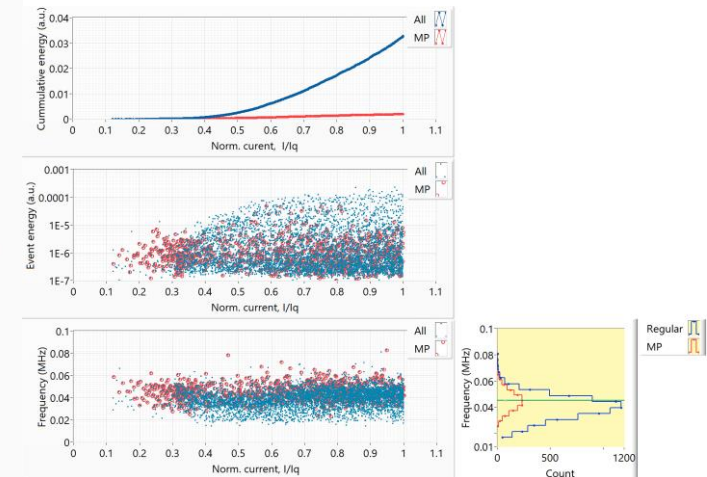 Cummulative energy (a.u.)
0.04
0.03
0.02
0.01
0
0 0.1 0.2 0.3 0.4 0.5 0.6 0.7 0.8 0.9 1 1.1
Norm. curent, I/Iq
All
MP
Event energy (a.u.)
0.001
0.0001
1E-5
1E-6
1E-7
0 0.1 0.2 0.3 0.4 0.5 0.6 0.7 0.8 0.9 1 1.1
Norm. current, I/Iq
All
MP
Frequency (MHz)
0.1
0.08
0.06
0.04
0.02
0
0 0.1 0.2 0.3 0.4 0.5 0.6 0.7 0.8 0.9 1 1.1
Norm. current, I/Iq
All
MP
Frequency (MHz)
0.1
0.08
0.06
0.04
0.01
0 500 1200
Count
Regular
MP